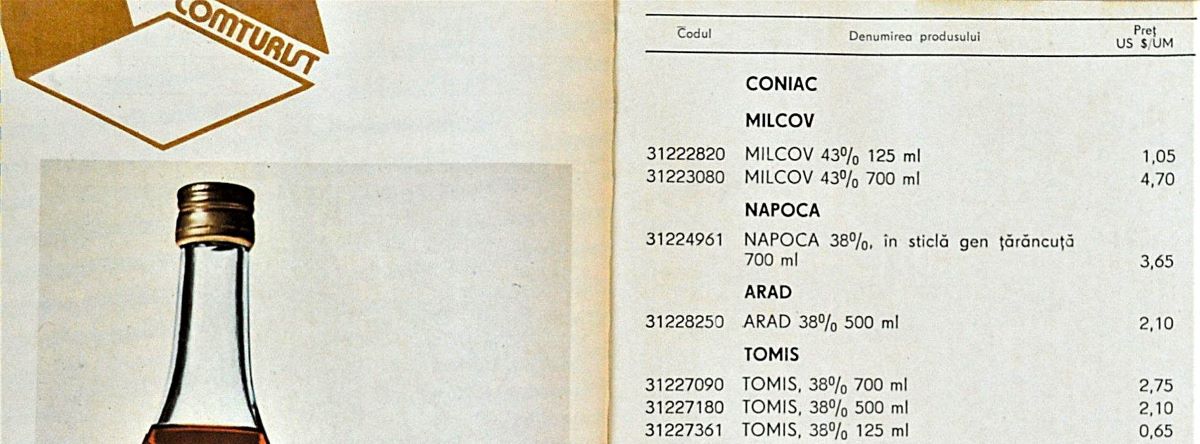 COMTURIST
Codul Denumirea produsului Preț
US $/UM
CONIAC
MILCOV
31222820 MILCOV 43% 125 ml 1,05
31223080 MILCOV 43% 700 ml 4,70
NAPOCA
31224961 NAPOCA 38%, în sticlă gen țărăncuță
700 ml 3,65
ARAD
31228250 ARAD 38% 500 ml 2,10
TOMIS
31227090 TOMIS, 38% 700 ml 2,75
31227180 TOMIS, 38% 500 ml 2,10
31227361 TOMIS, 38% 125 ml 0,65